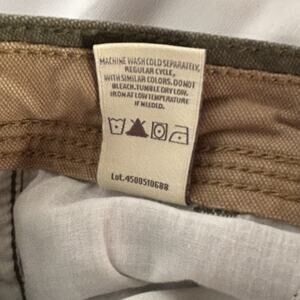 MACHINE WASH COLD SEPARATELY,
REGULAR CYCLE,
WITH SIMILAR COLORS. DO NOT
BLEACH. TUMBLE DRY LOW.
IRON AT LOW TEMPERATURE
IF NEEDED.
Lot.4500510688